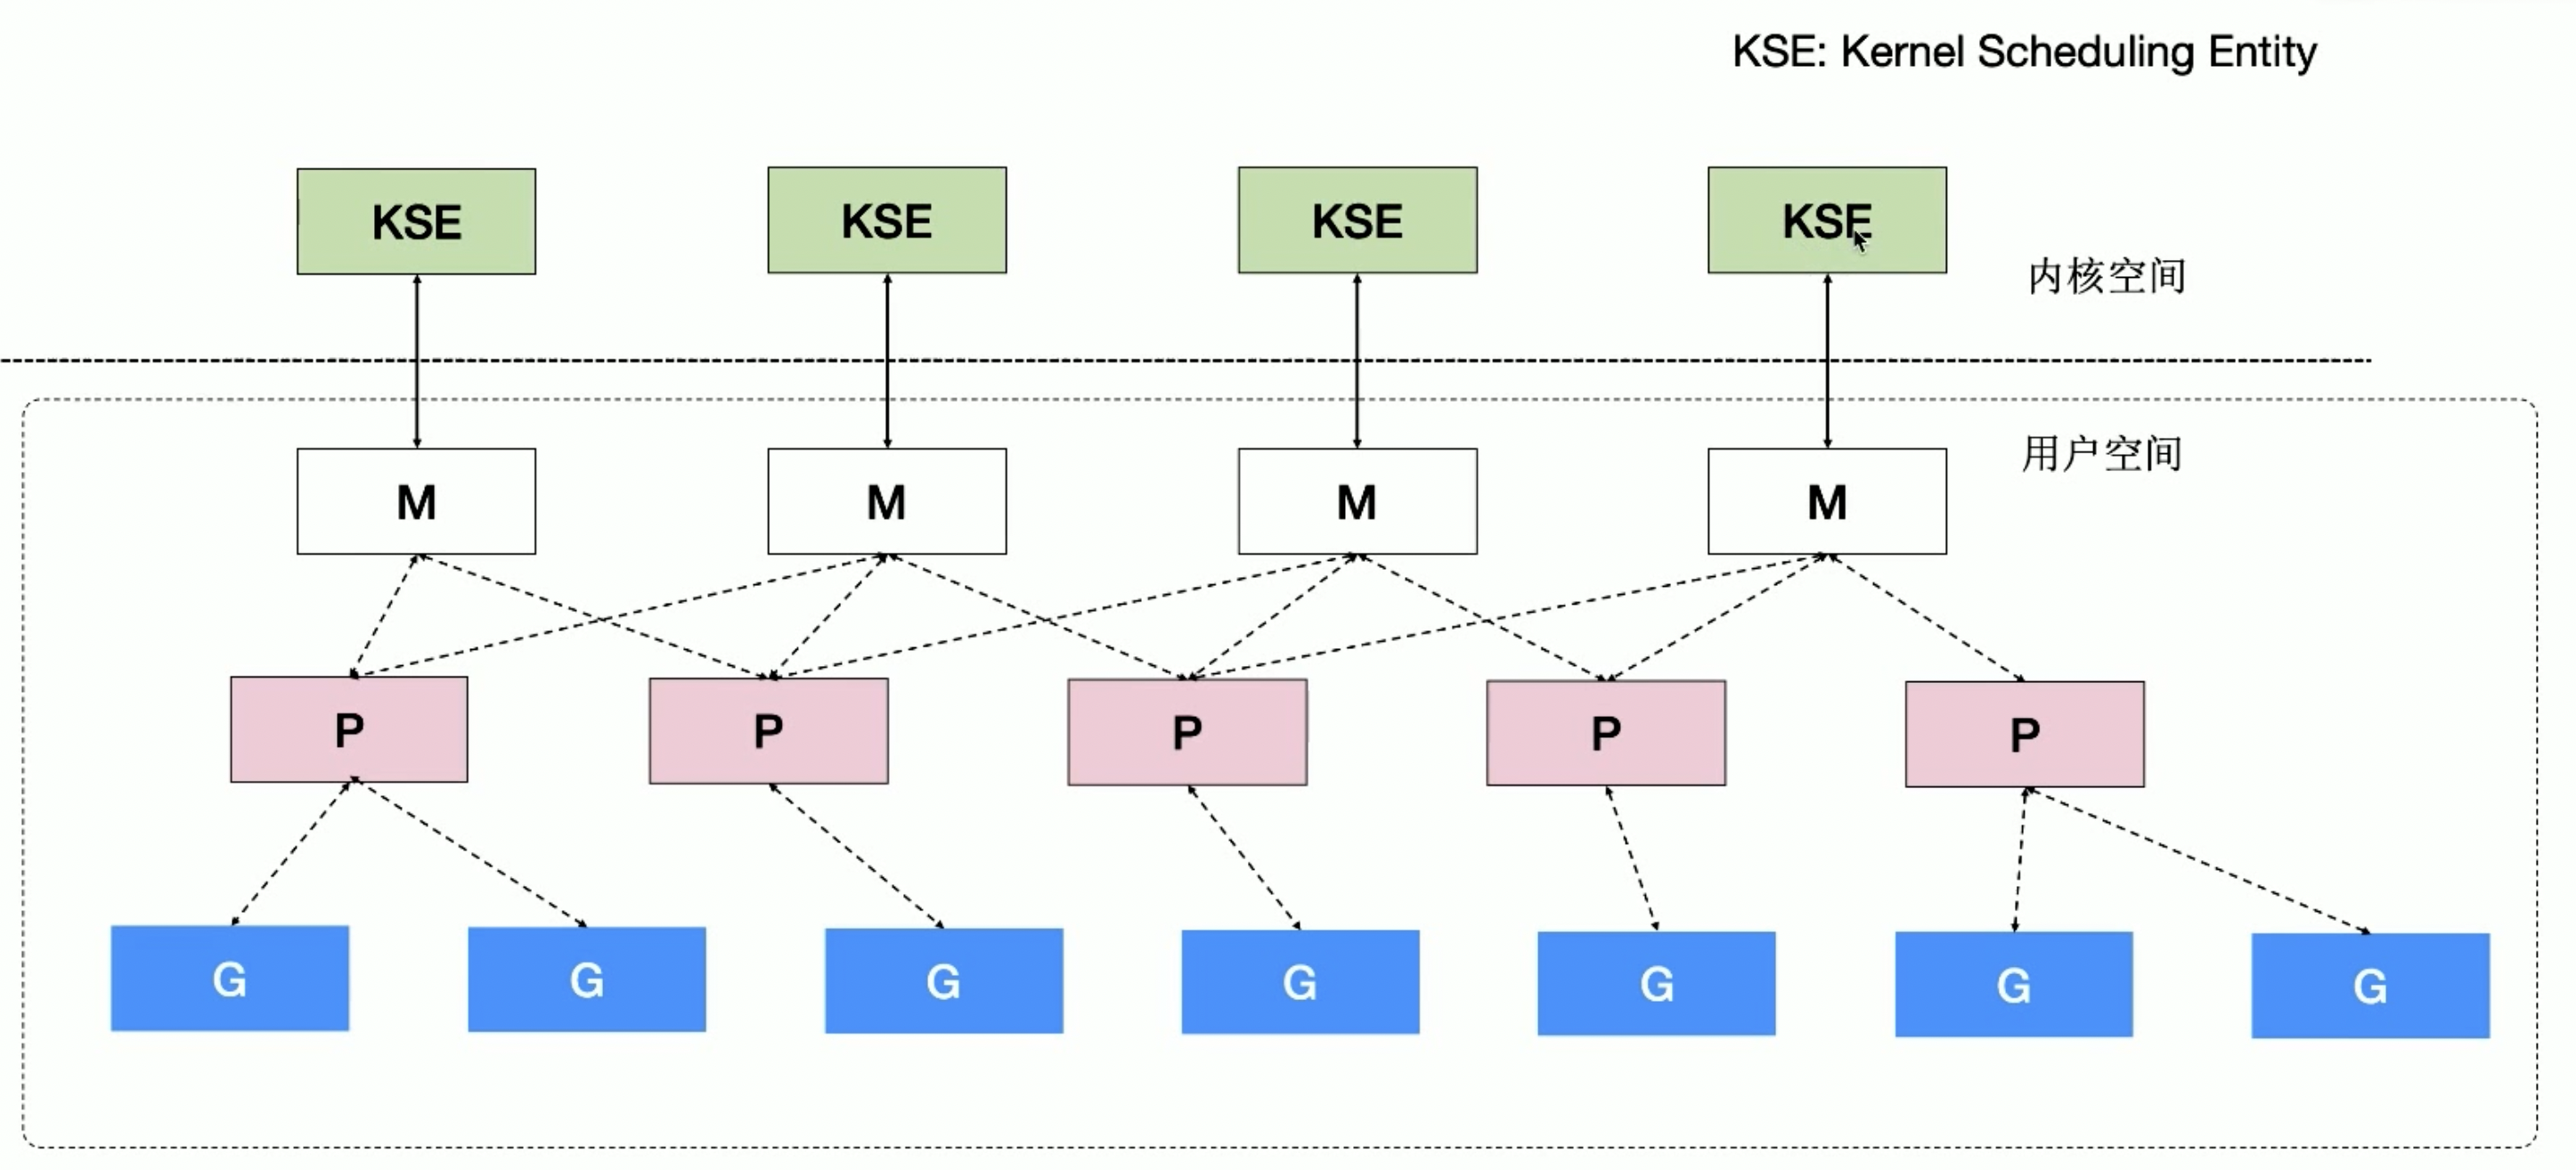 KSE: Kernel Scheduling Entity
KSE KSE KSE KSE
内核空间
用户空间
M M M M
P P P P P
G G G G G G G